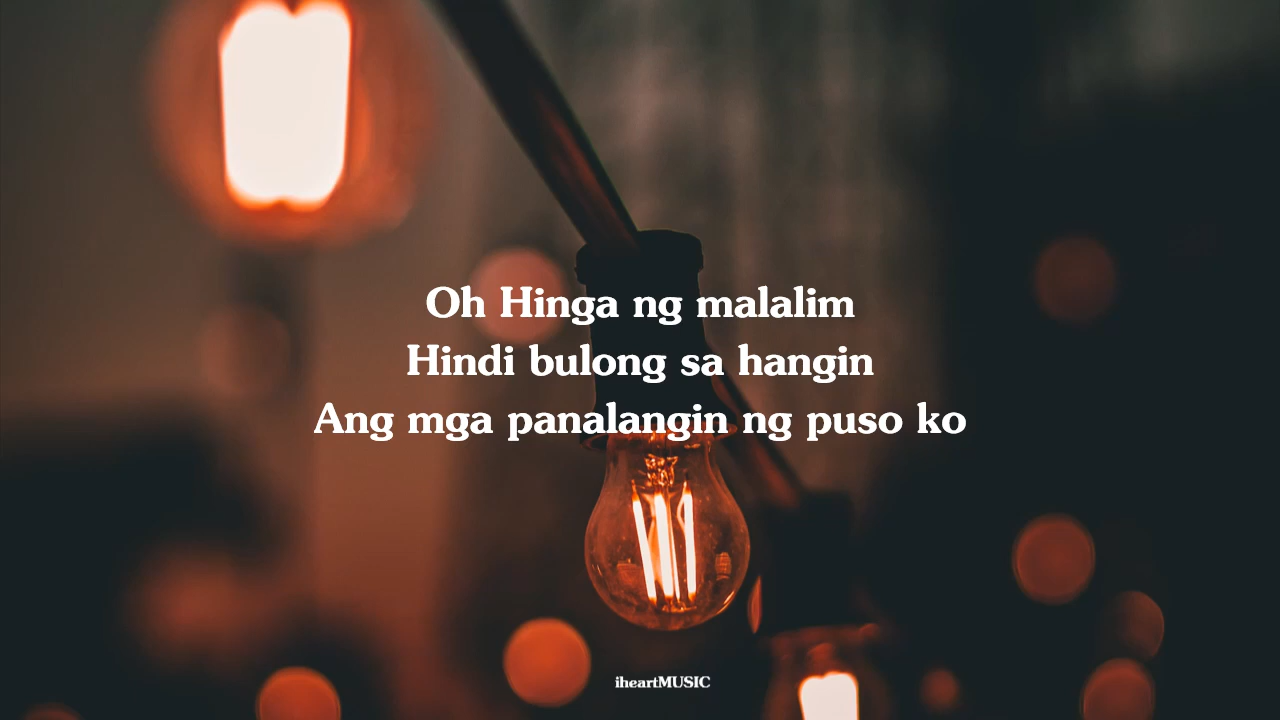 Oh Hinga ng malalim
Hindi bulong sa hangin
Ang mga panalangin ng puso ko
iheartMUSIC